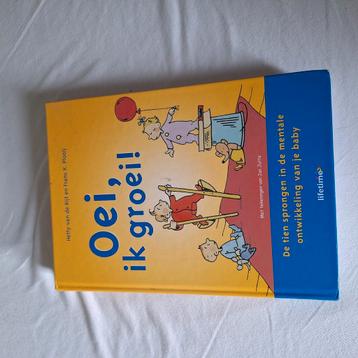 Hetty van de Rijt en Frans X. Plooij
Oei,
ik groei!
Met tekeningen van Jan Jutte
De tien sprongen in de mentale
ontwikkeling van je baby
lifetime